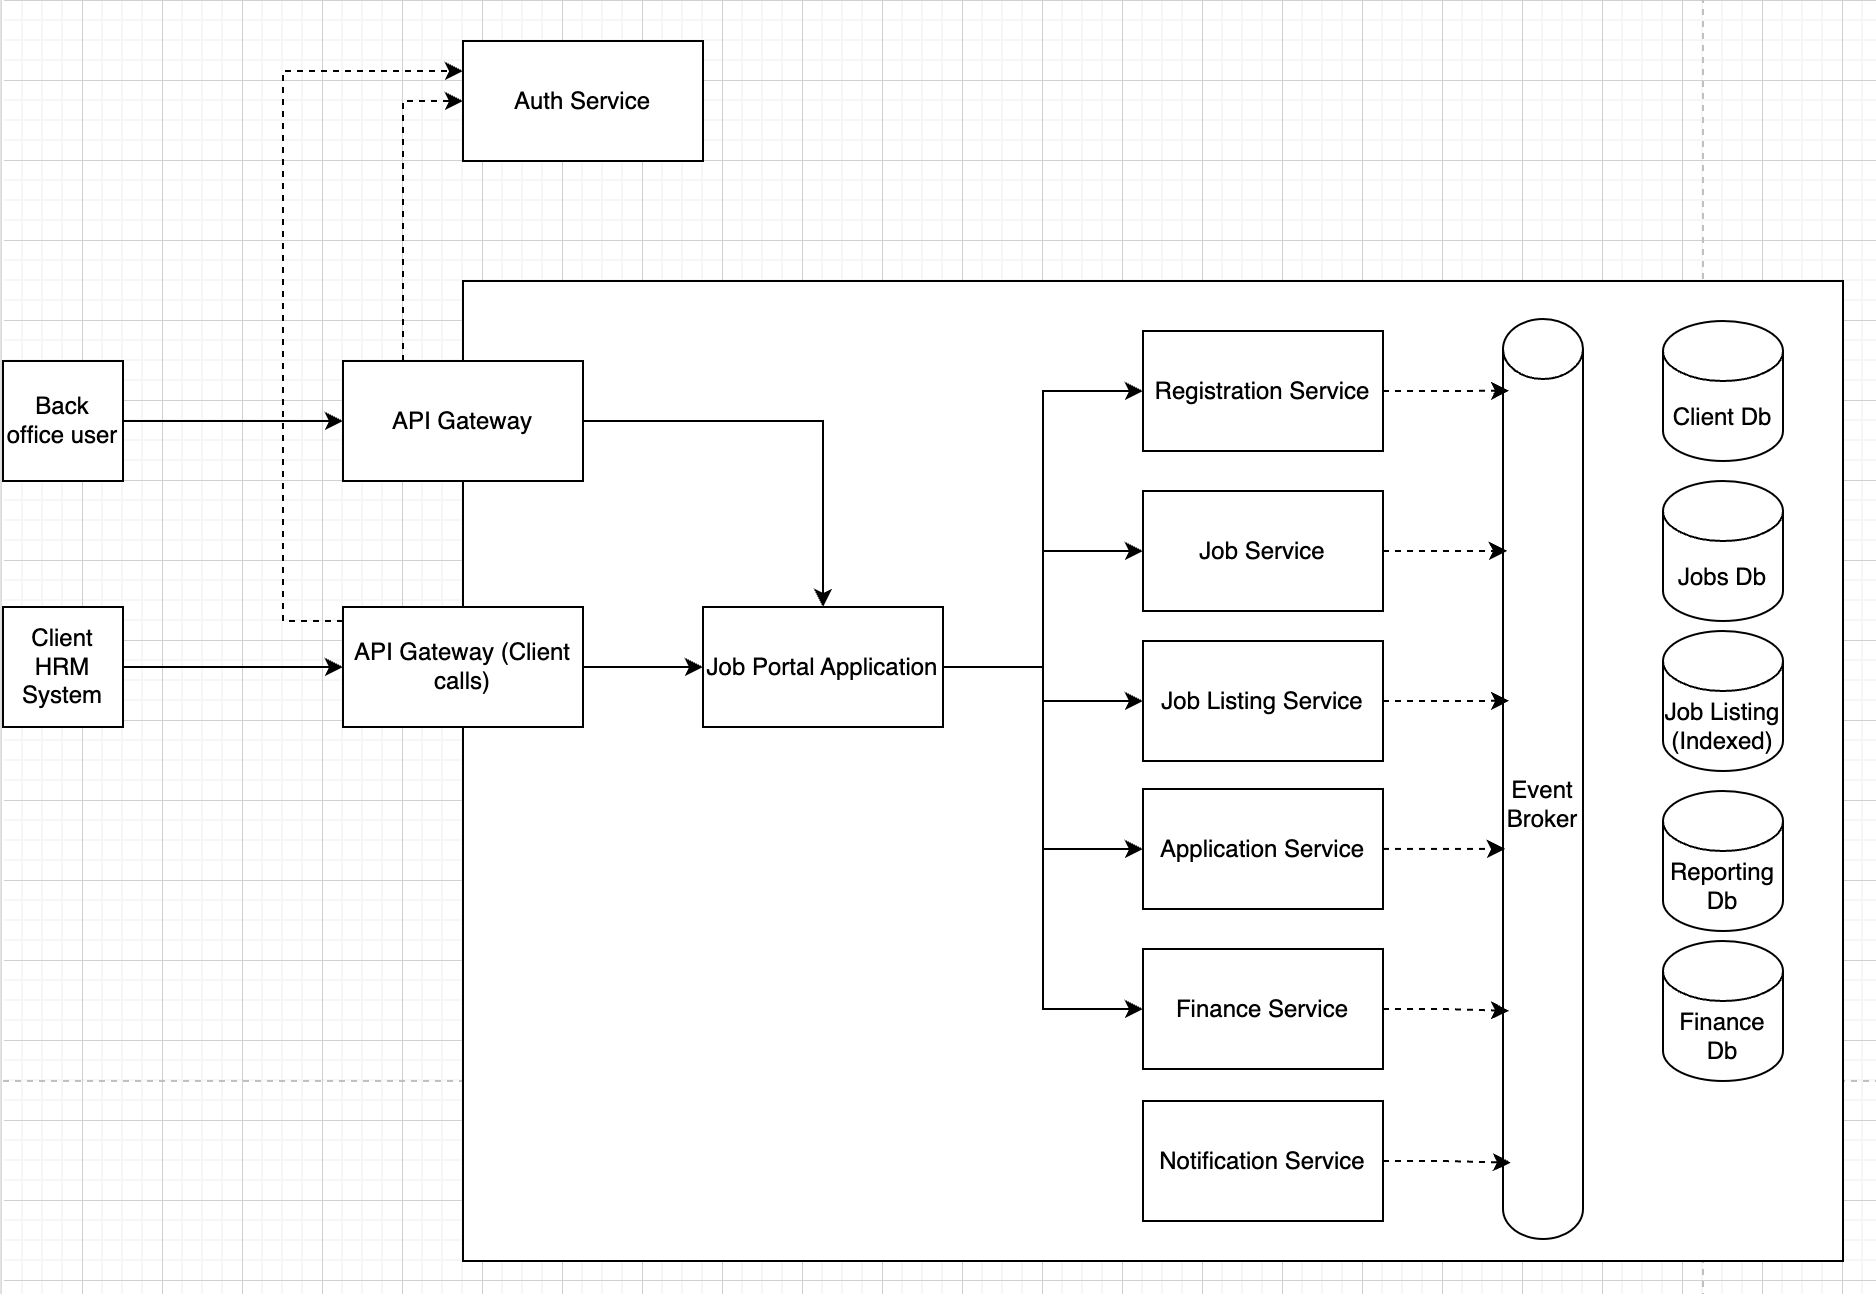 Auth Service
Back
office user
API Gateway
Client
HRM
System
API Gateway (Client
calls)
Job Portal Application
Registration Service
Job Service
Job Listing Service
Application Service
Finance Service
Notification Service
Event
Broker
Client Db
Jobs Db
Job Listing
(Indexed)
Reporting
Db
Finance
Db